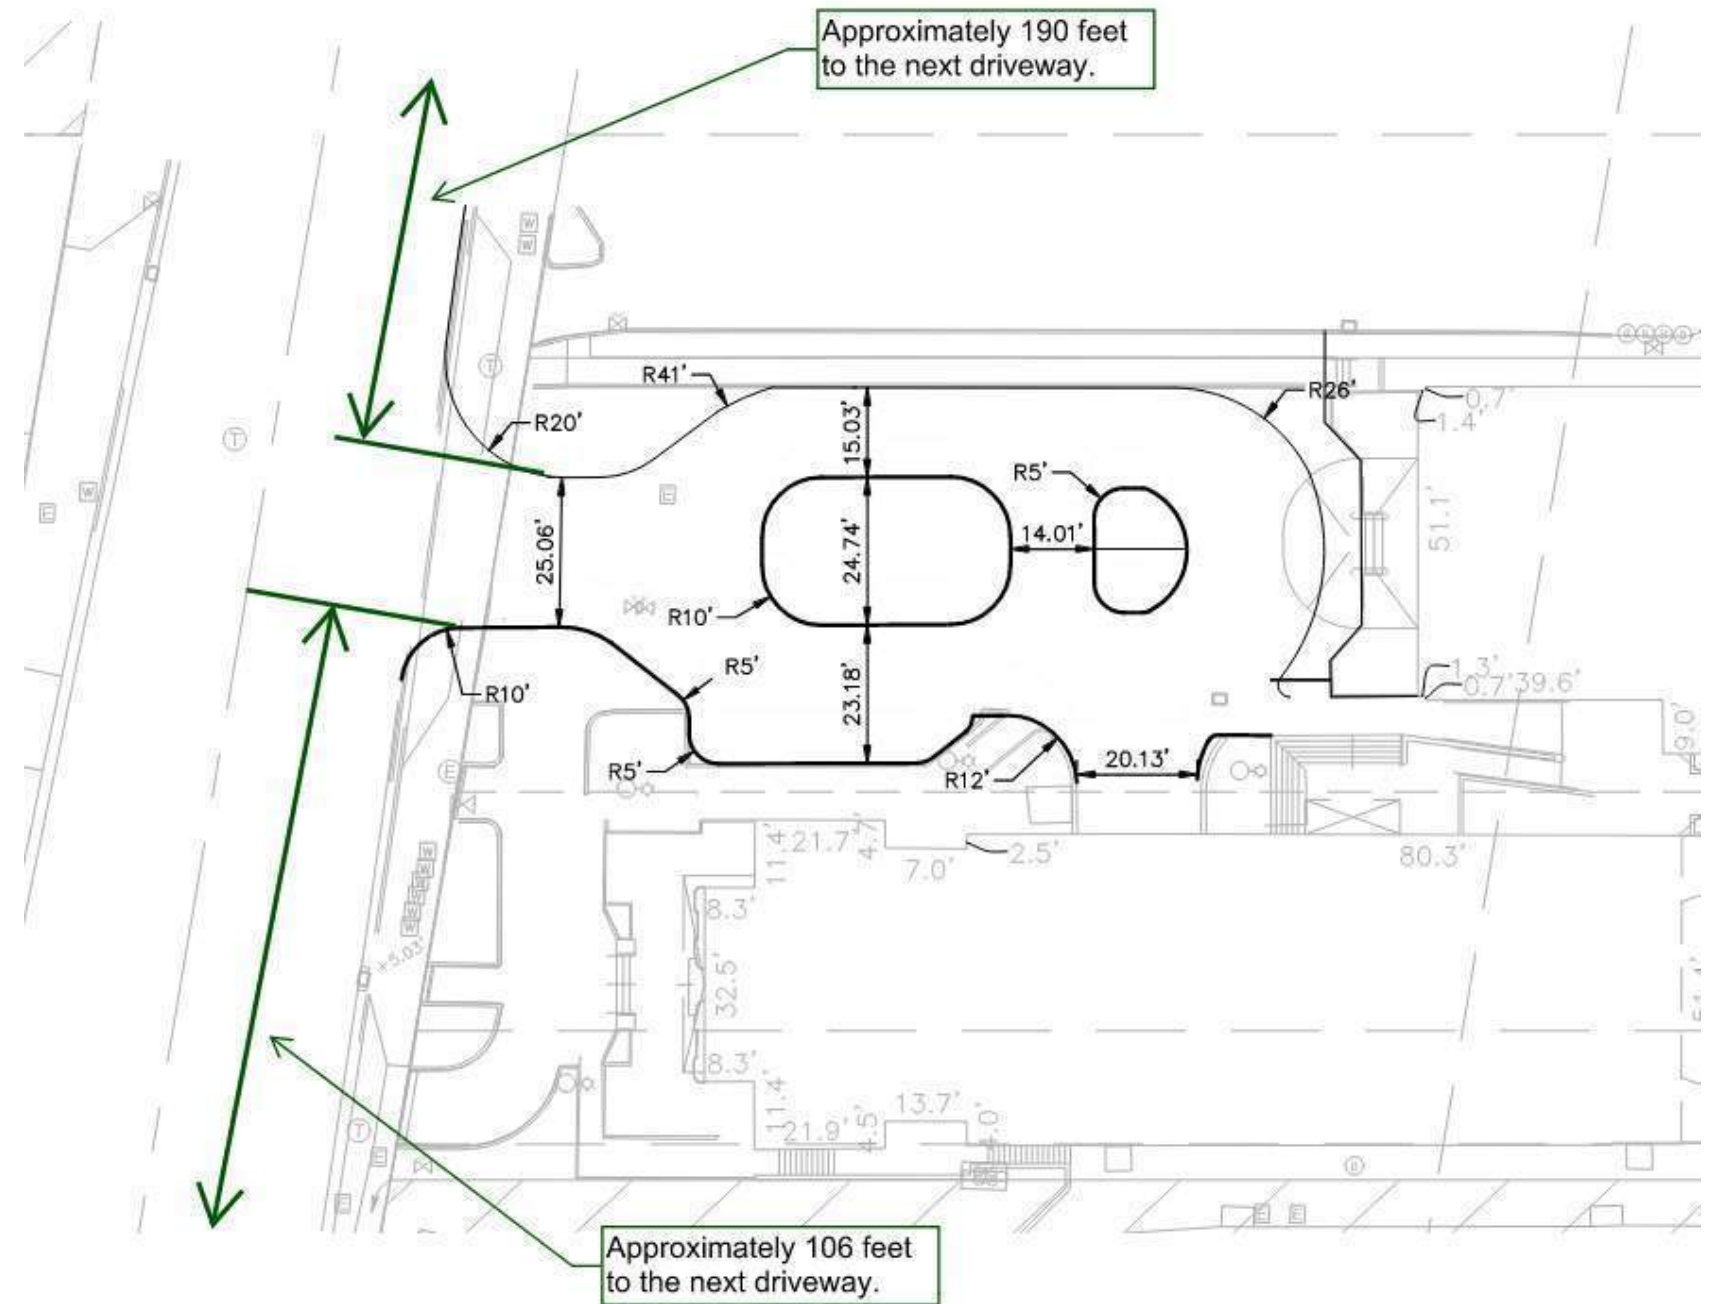 Approximately 190 feet
to the next driveway.
W
W
T
R41'
R26'
0.7'
1.4'
R20'
15.03'
T
R5'
W
E
E
25.06'
24.74'
14.01'
51.1'
R10'
R5'
1.3'
0.7'
39.6'
R10'
23.18'
9.0'
R5'
R12'
20.13'
E
11.4'
21.7'
4.7'
7.0'
2.5'
80.3'
W
8.3'
W
+5.03'
32.5'
8.3'
11.4'
13.7'
21.9'
4.5'
4.0'
T
E
E
E
E
Approximately 106 feet
to the next driveway.